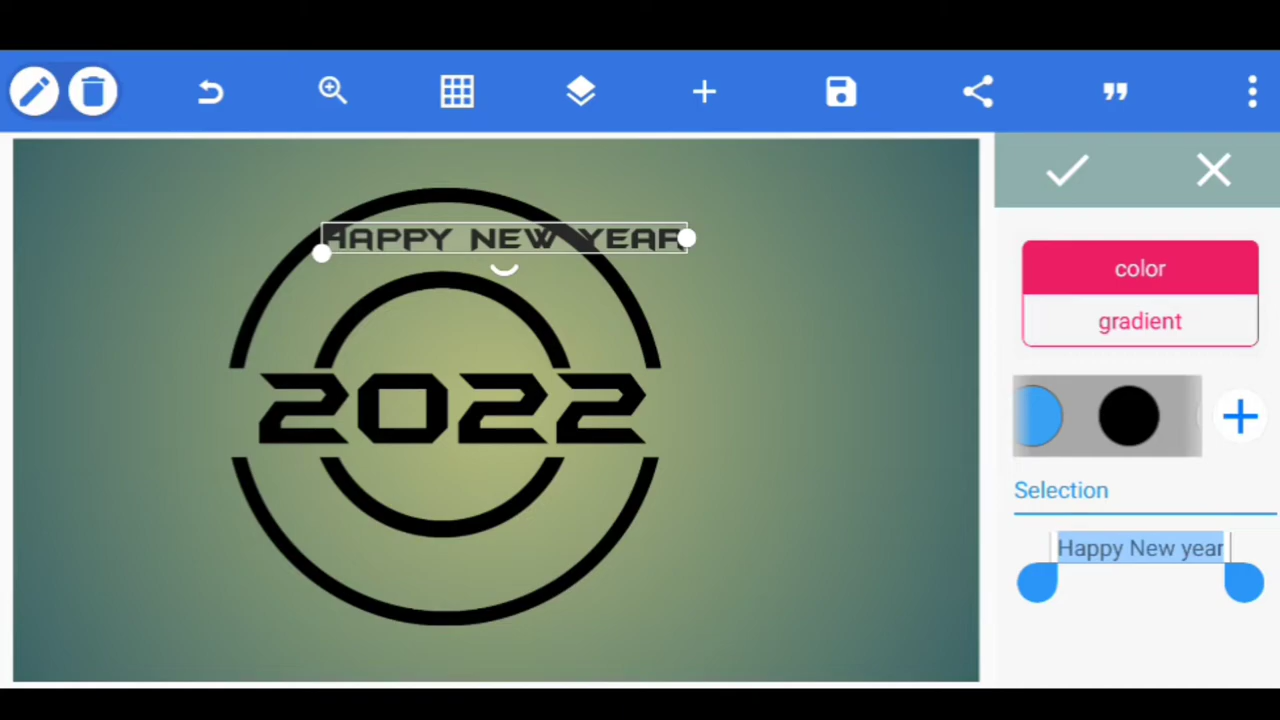 HAPPY NEW YEAR
2022
color
gradient
Selection
Happy New year